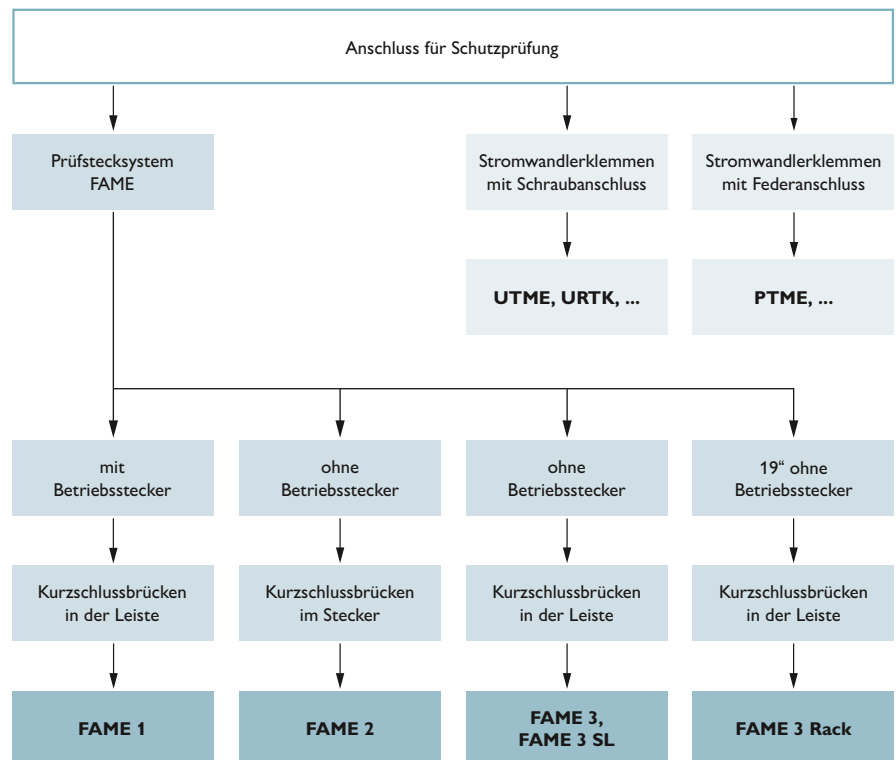 Anschluss für Schutzprüfung
Prüfstecksystem
FAME
Stromwandlerklemmen
mit Schraubanschluss
Stromwandlerklemmen
mit Federanschluss
UTME, URTK, ...
PTME, ...
mit
Betriebsstecker
ohne
Betriebsstecker
ohne
Betriebsstecker
19“ ohne
Betriebsstecker
Kurzschlussbrücken
in der Leiste
Kurzschlussbrücken
im Stecker
Kurzschlussbrücken
in der Leiste
Kurzschlussbrücken
in der Leiste
FAME 1
FAME 2
FAME 3,
FAME 3 SL
FAME 3 Rack